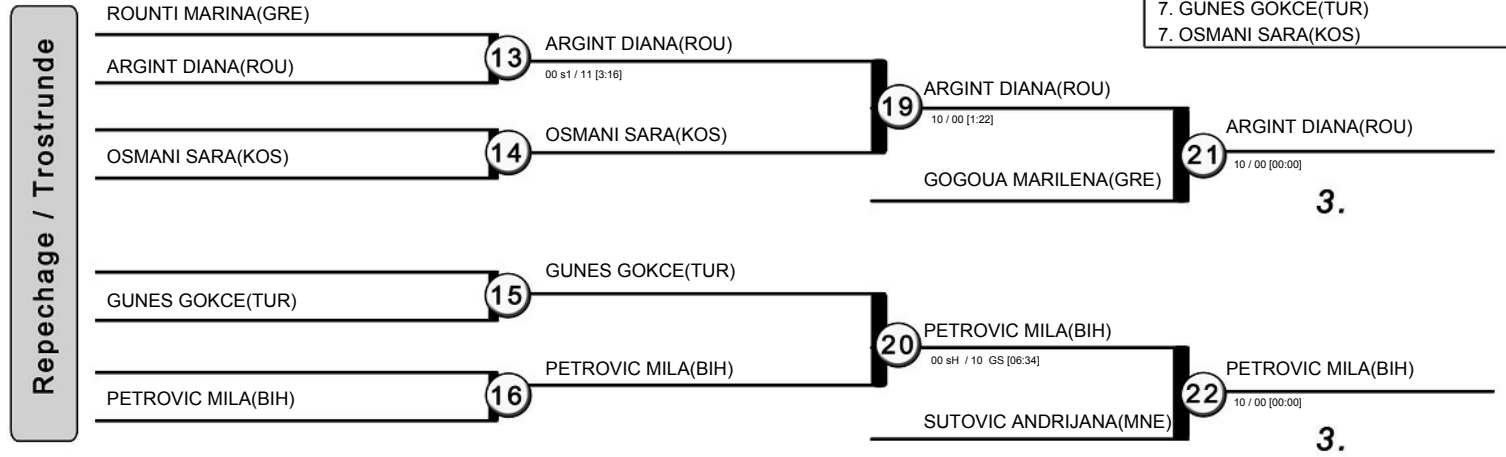 Repechage / Trostrunde
7. GUNES GOKCE(TUR)
7. OSMANI SARA(KOS)
ROUNTI MARINA(GRE)
ARGINT DIANA(ROU)
13
ARGINT DIANA(ROU)
00 s1 / 11 [3:16]
OSMANI SARA(KOS)
14
OSMANI SARA(KOS)
19
ARGINT DIANA(ROU)
10 / 00 [1:22]
GOGOUA MARILENA(GRE)
21
ARGINT DIANA(ROU)
10 / 00 [00:00]
3.
GUNES GOKCE(TUR)
15
GUNES GOKCE(TUR)
PETROVIC MILA(BIH)
16
PETROVIC MILA(BIH)
20
PETROVIC MILA(BIH)
00 sH / 10 GS [06:34]
SUTOVIC ANDRIJANA(MNE)
22
PETROVIC MILA(BIH)
10 / 00 [00:00]
3.